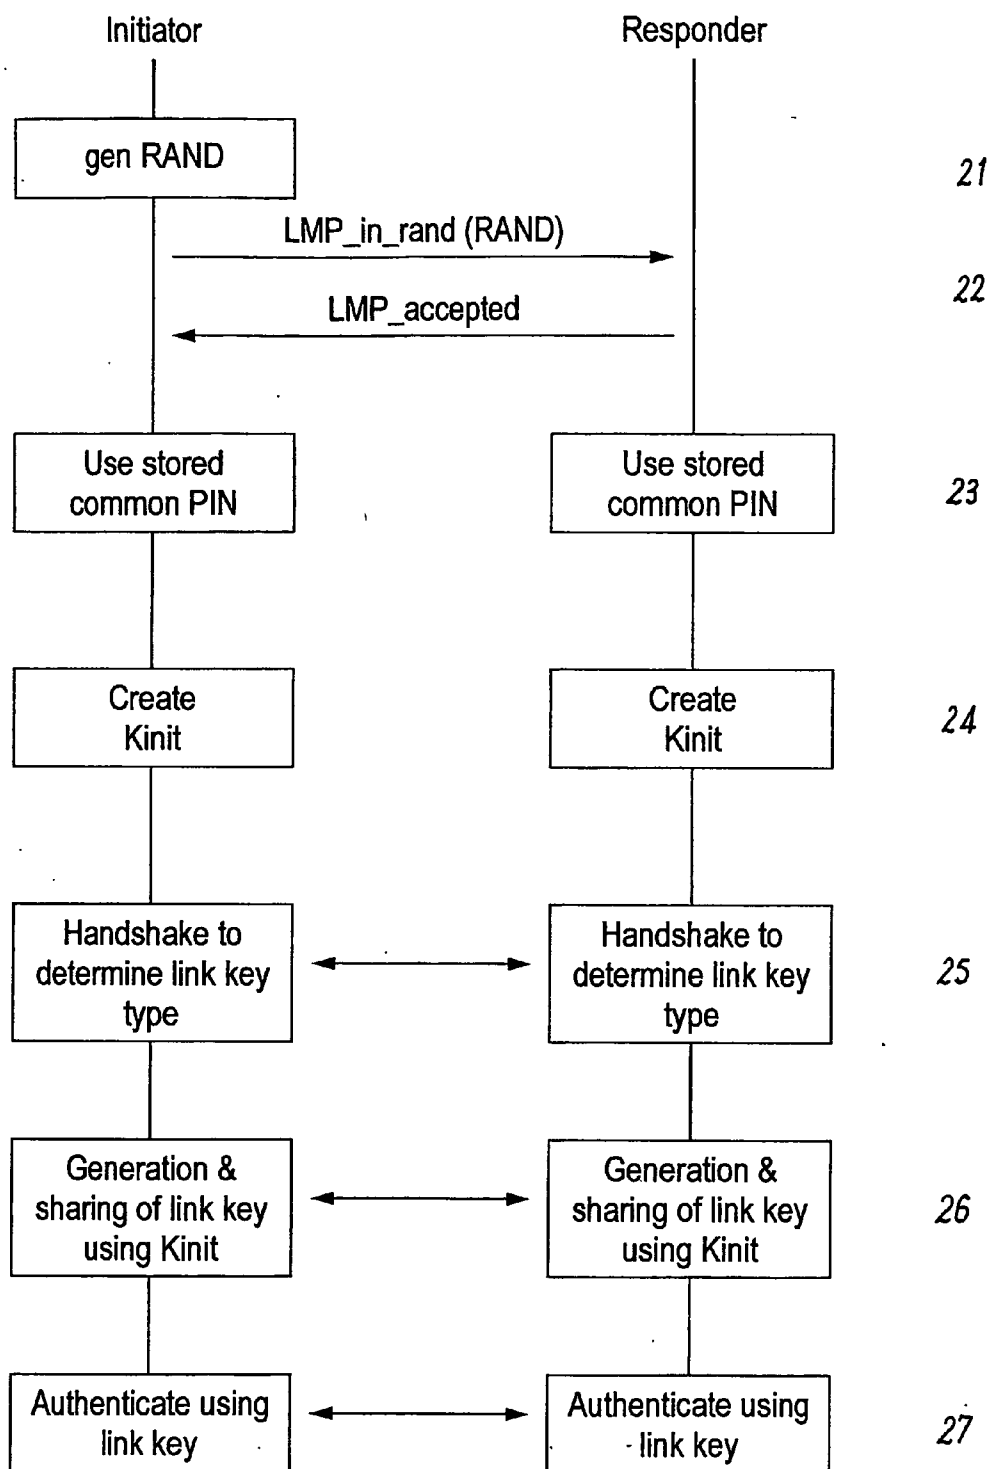 Initiator
Responder
gen RAND
21
LMP_in_rand (RAND)
22
LMP_accepted
Use stored
common PIN
Use stored
common PIN
23
Create
Kinit
Create
Kinit
24
Handshake to
determine link key
type
Handshake to
determine link key
type
25
Generation &
sharing of link key
using Kinit
Generation &
sharing of link key
using Kinit
26
Authenticate using
link key
Authenticate using
link key
27